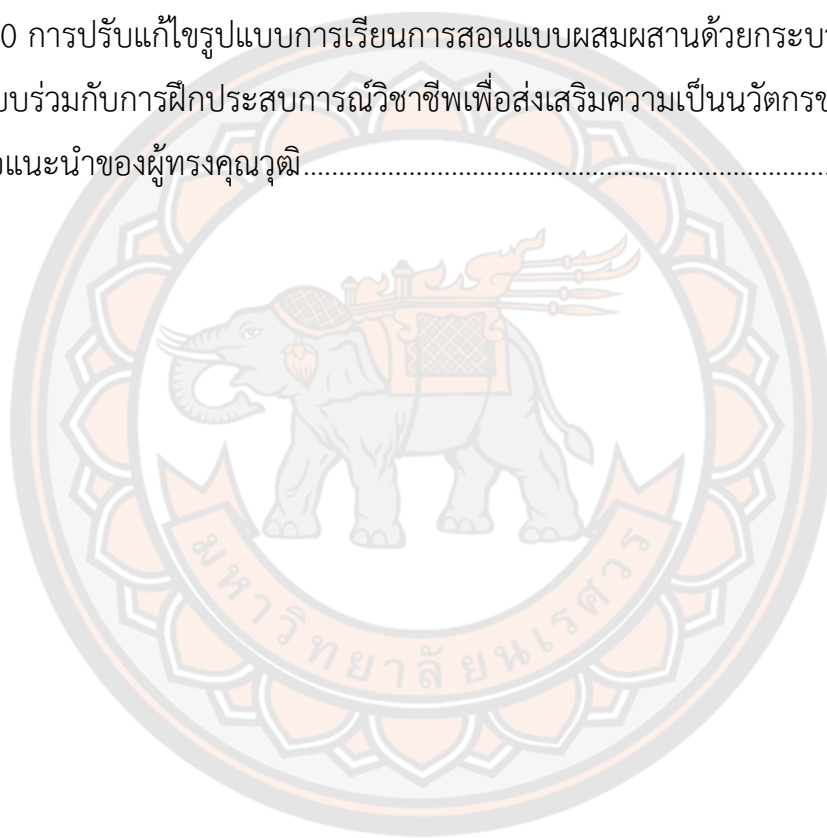 0 การปรับแก้ไขรูปแบบการเรียนการสอนแบบผสมผสานด้วยกระบ
บบร่วมกับการฝึกประสบการณ์วิชาชีพเพื่อส่งเสริมความเป็นนวัตกร
แนะนำของผู้ทรงคุณวุฒิ
มหาวิทยาลัยนเรศวร